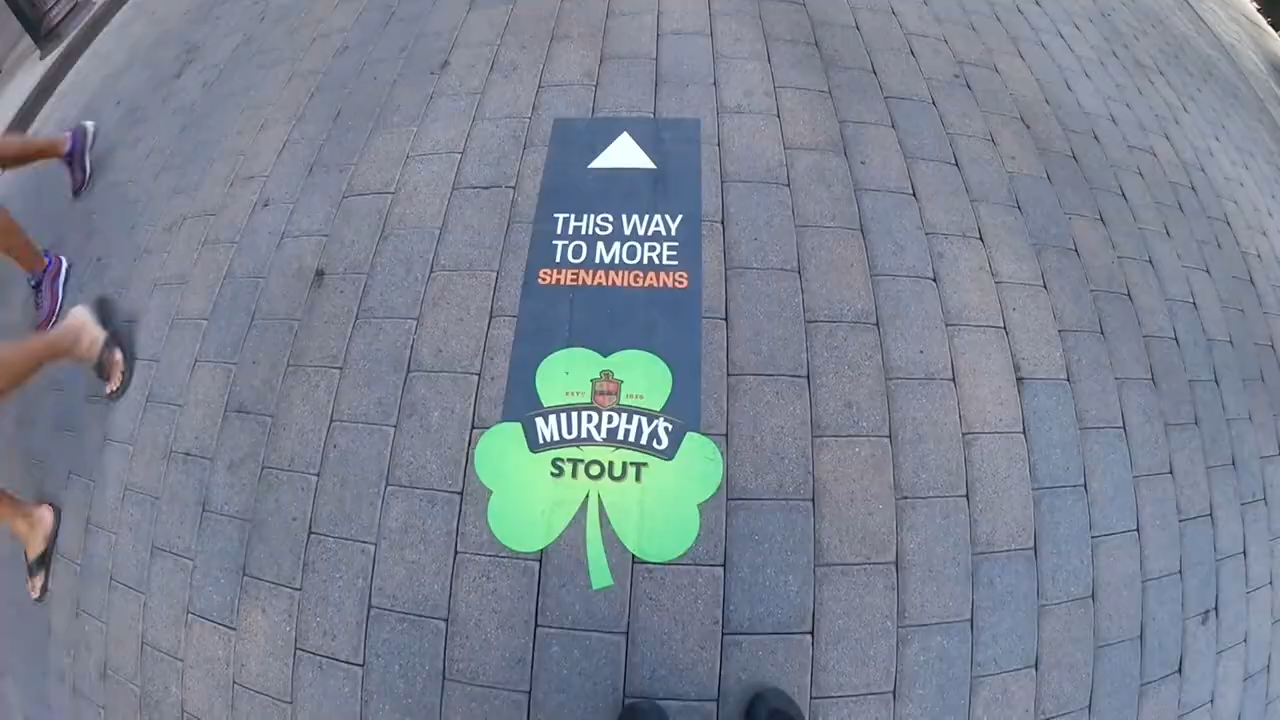 THIS WAY
TO MORE
SHENANIGANS
MURPHY'S
STOUT